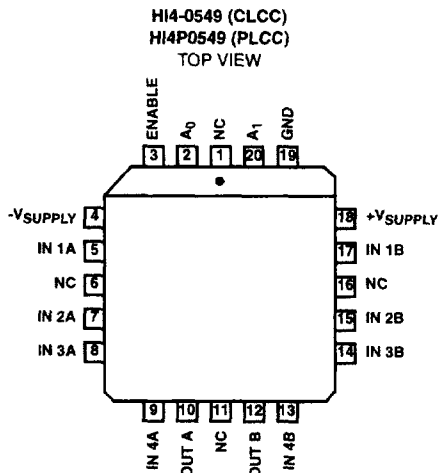 HI4-0549 (CLCC)
HI4P0549 (PLCC)
TOP VIEW
ENABLE
A0
NC
A1
GND
3
2
1
20
19
-VSUPPLY 4
18 +VSUPPLY
IN 1A 5
17 IN 1B
NC 6
16 NC
IN 2A 7
15 IN 2B
IN 3A 8
14 IN 3B
9
10
11
12
13
IN 4A
OUT A
NC
OUT B
IN 4B